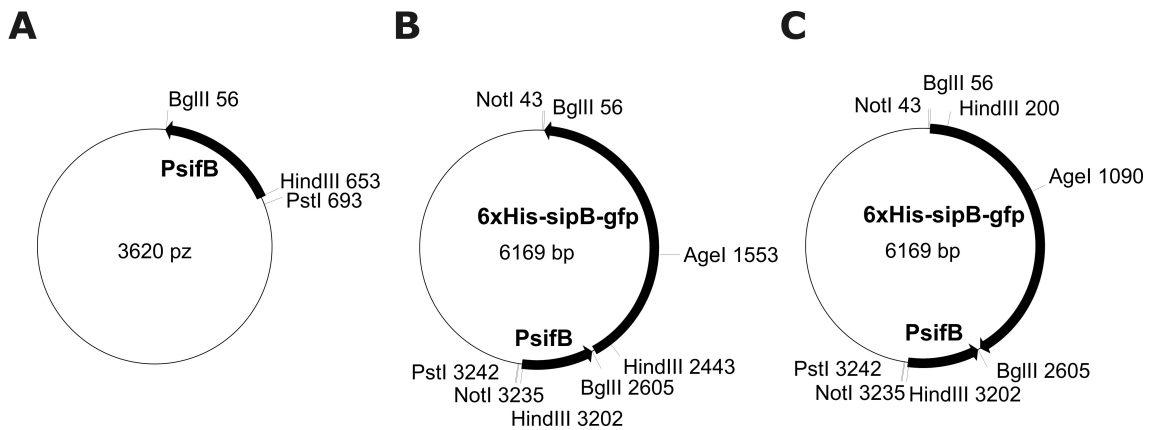 A
BglII 56
PsifB
HindIII 653
PstI 693
3620 pz
B
NotI 43
BglII 56
6xHis-sipB-gfp
6169 bp
AgeI 1553
PsifB
HindIII 2443
PstI 3242
BglII 2605
NotI 3235
HindIII 3202
C
BglII 56
NotI 43
HindIII 200
AgeI 1090
6xHis-sipB-gfp
6169 bp
PsifB
PstI 3242
BglII 2605
NotI 3235
HindIII 3202